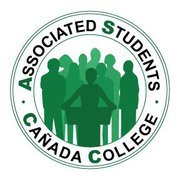 ASSOCIATED STUDENTS
· CAÑADA COLLEGE ·